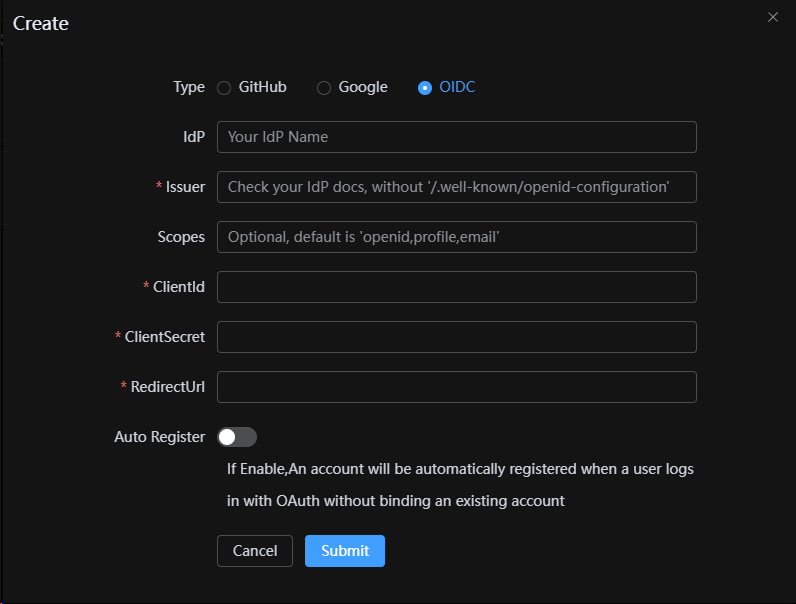 Create
Type GitHub Google OIDC
IdP Your IdP Name
* Issuer Check your IdP docs, without '/.well-known/openid-configuration'
Scopes Optional, default is 'openid,profile,email'
* ClientId
* ClientSecret
* RedirectUrl
Auto Register
If Enable,An account will be automatically registered when a user logs
in with OAuth without binding an existing account
Cancel Submit